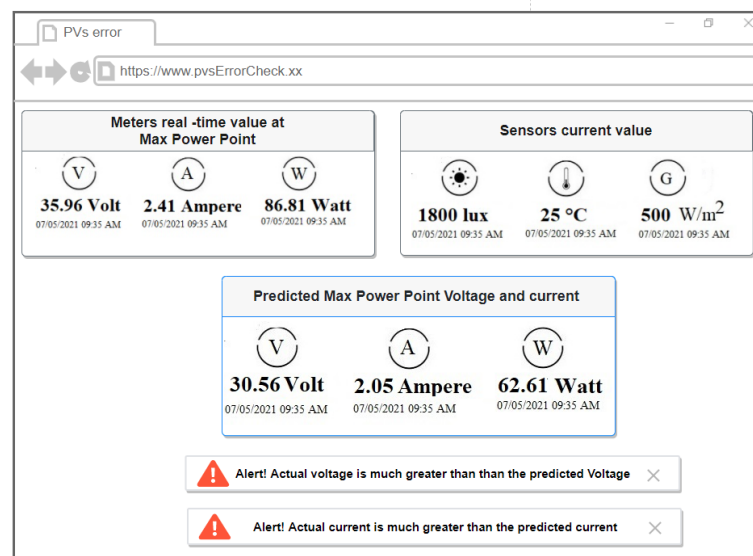 PVs error
https://www.pvsErrorCheck.xx
Meters real -time value at
Max Power Point
V A W
35.96 Volt 2.41 Ampere 86.81 Watt
07/05/2021 09:35 AM 07/05/2021 09:35 AM 07/05/2021 09:35 AM
Sensors current value
G
1800 lux 25 °C 500 W/m²
07/05/2021 09:35 AM 07/05/2021 09:35 AM 07/05/2021 09:35 AM
Predicted Max Power Point Voltage and current
V A W
30.56 Volt 2.05 Ampere 62.61 Watt
07/05/2021 09:35 AM 07/05/2021 09:35 AM 07/05/2021 09:35 AM
Alert! Actual voltage is much greater than than the predicted Voltage
Alert! Actual current is much greater than the predicted current